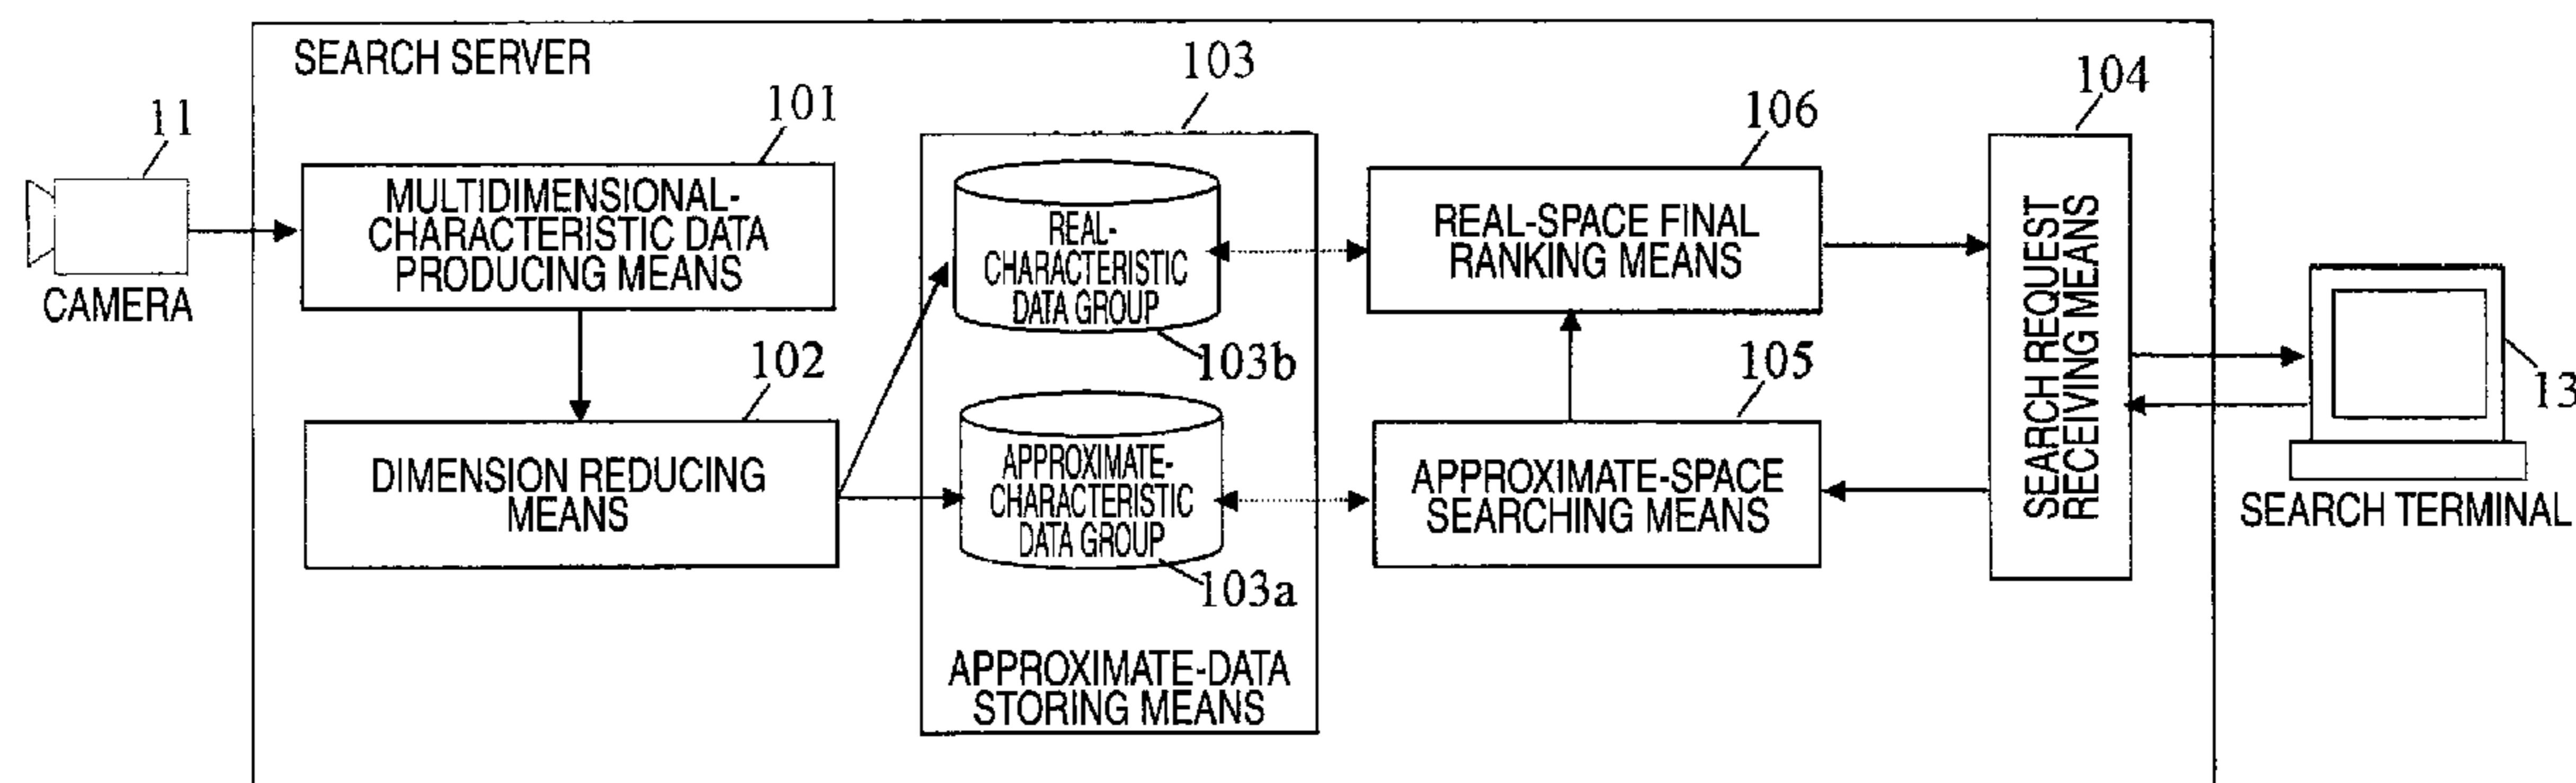 SEARCH SERVER
103
104
11
101
106
MULTIDIMENSIONAL-
CHARACTERISTIC DATA
PRODUCING MEANS
REAL-
CHARACTERISTIC
DATA GROUP
REAL-SPACE FINAL
RANKING MEANS
SEARCH REQUEST
RECEIVING MEANS
CAMERA
102
103b
105
13
DIMENSION REDUCING
MEANS
APPROXIMATE-
CHARACTERISTIC
DATA GROUP
APPROXIMATE-SPACE
SEARCHING MEANS
SEARCH TERMINAL
103a
APPROXIMATE-DATA
STORING MEANS